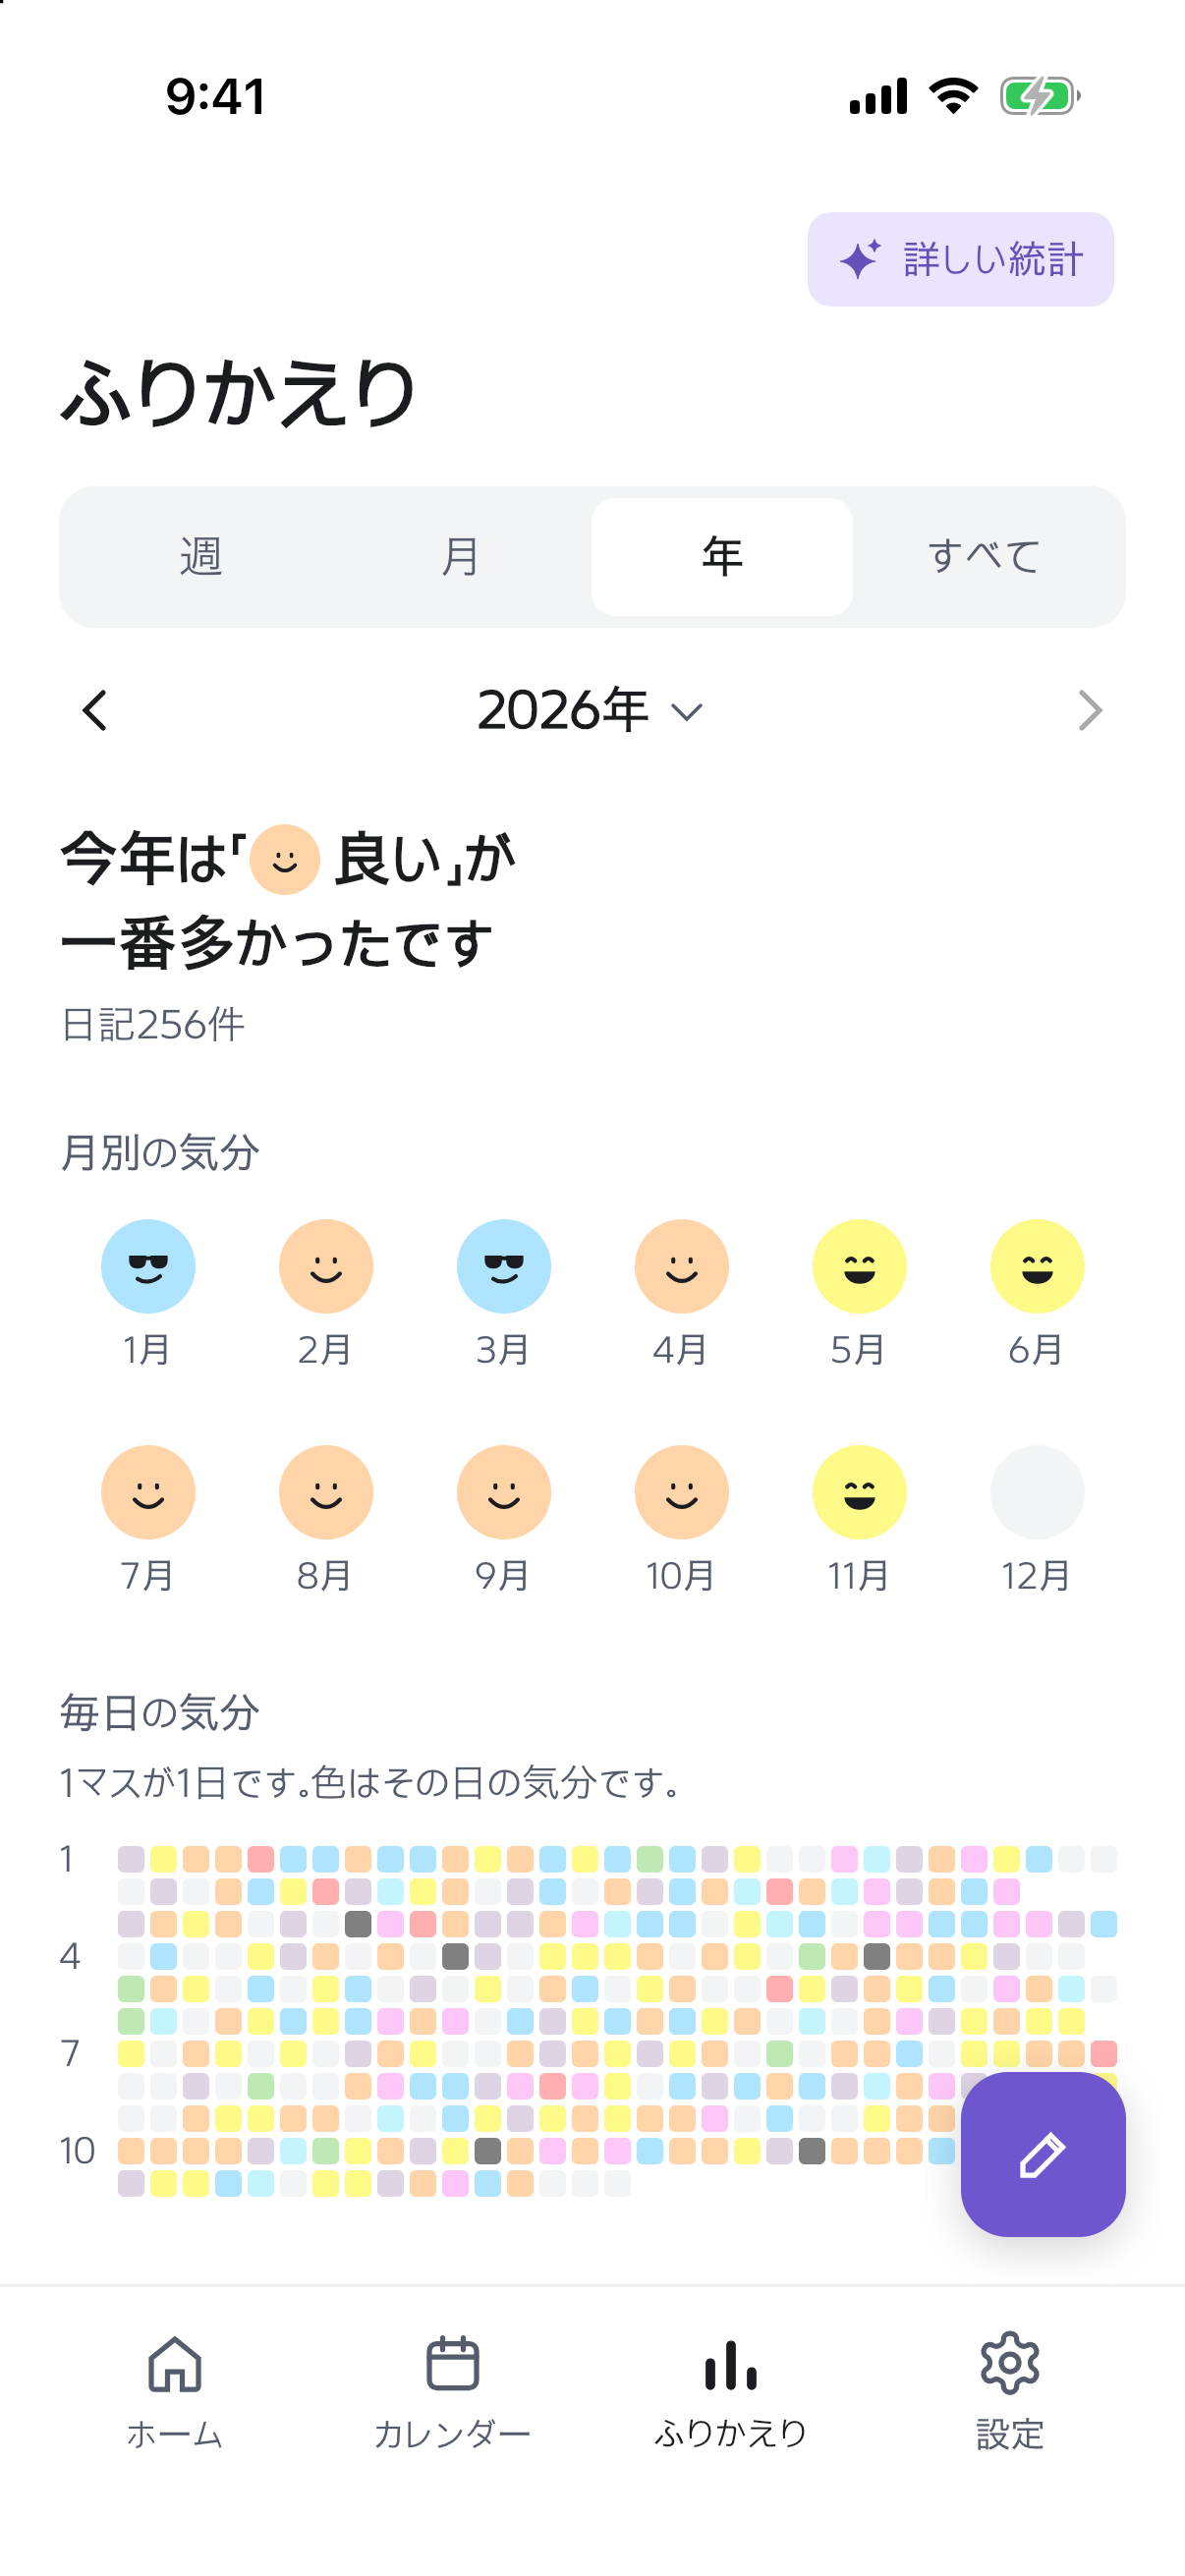 9:41
詳しい統計
ふりかえり
週 月 年 すべて
2026年
今年は「良い」が
一番多かったです
日記256件
月別の気分
1月 2月 3月 4月 5月 6月
7月 8月 9月 10月 11月 12月
毎日の気分
1マスが1日です。色はその日の気分です。
1
4
7
10
ホーム カレンダー ふりかえり 設定